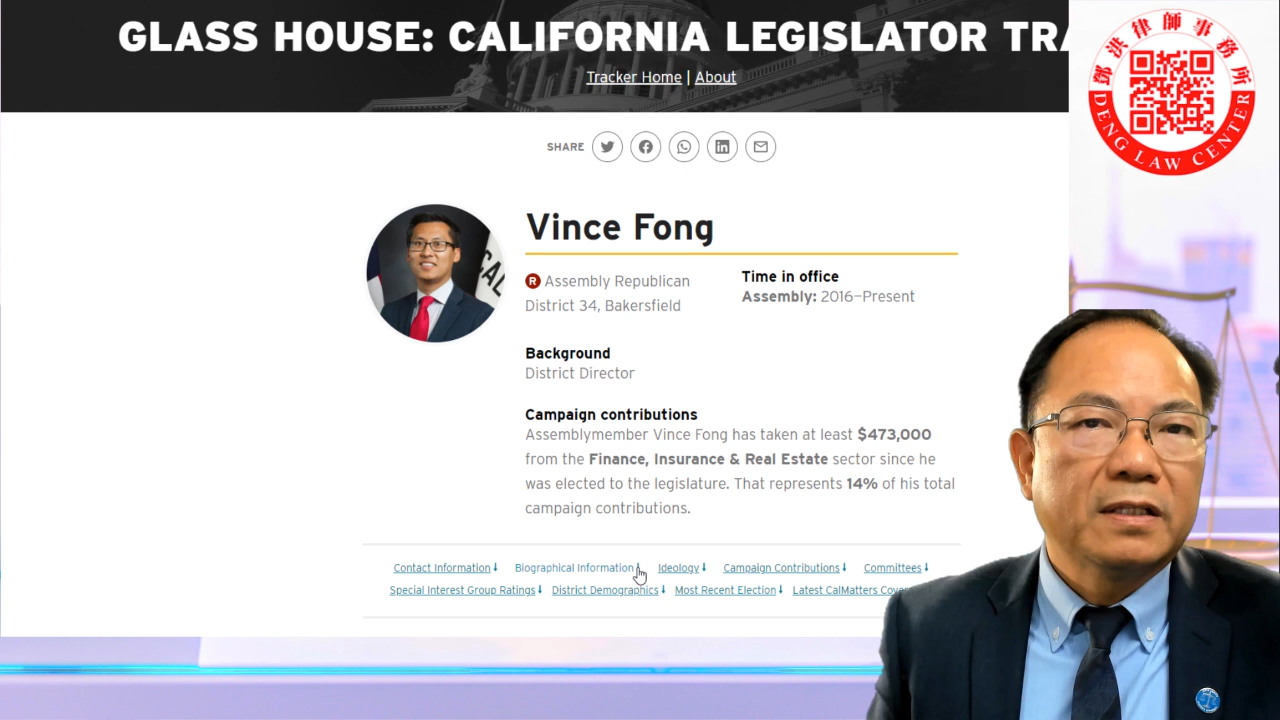 GLASS HOUSE: CALIFORNIA LEGISLATOR
Tracker Home | About
鄧洪律師事務所
DENG LAW CENTER
SHARE
Vince Fong
R Assembly Republican
District 34, Bakersfield
Time in office
Assembly: 2016–Present
CAL
Background
District Director
Campaign contributions
Assemblymember Vince Fong has taken at least $473,000
from the Finance, Insurance & Real Estate sector since he
was elected to the legislature. That represents 14% of his total
campaign contributions.
Contact Information Biographical Information Ideology Campaign Contributions Committees
Special Interest Group Ratings District Demographics Most Recent Election Latest CalMatters